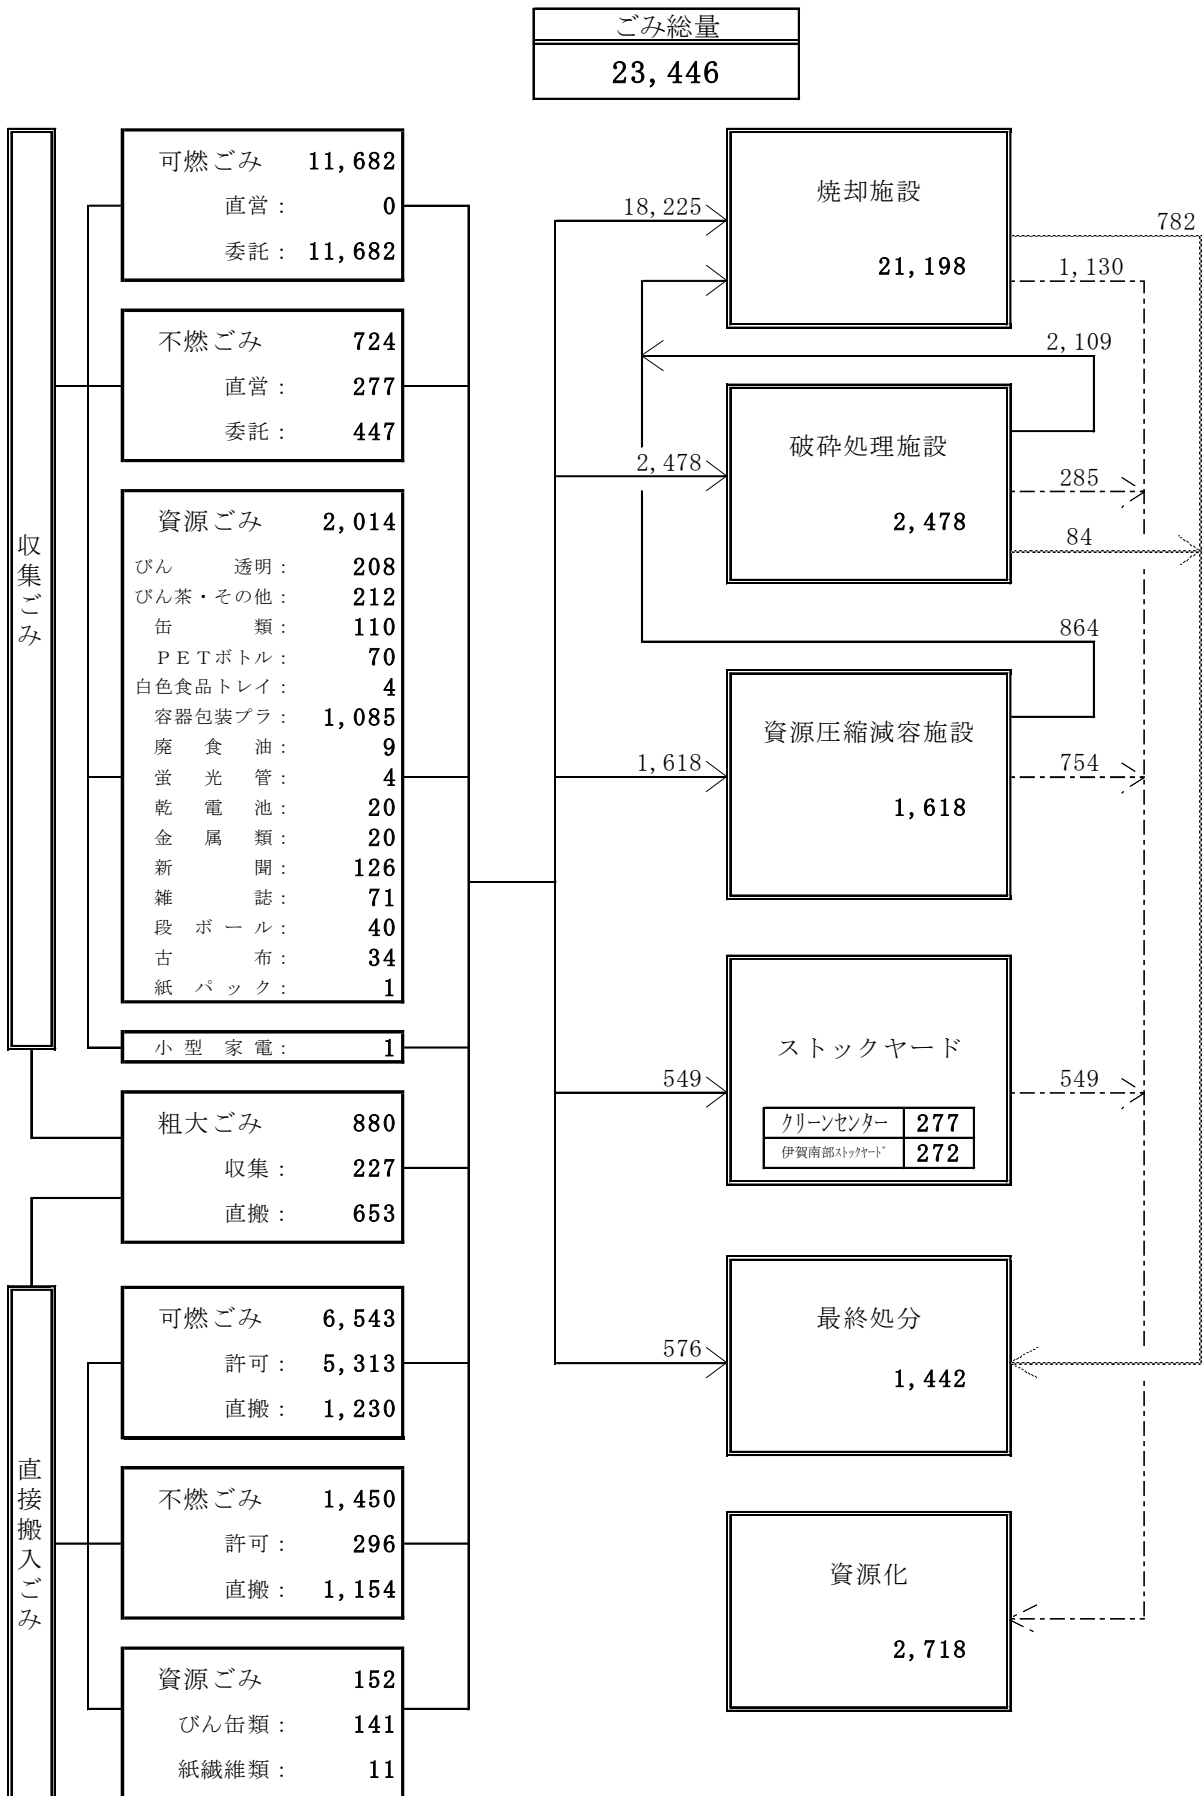 ごみ総量
23,446
収集ごみ
可燃ごみ 11,682
直営： 0
委託： 11,682
不燃ごみ 724
直営： 277
委託： 447
資源ごみ 2,014
びん 透明： 208
びん茶・その他： 212
缶類： 110
ＰＥＴボトル： 70
白色食品トレイ： 4
容器包装プラ： 1,085
廃食油： 9
蛍光管： 4
乾電池： 20
金属類： 20
新聞： 126
雑誌： 71
段ボール： 40
古布： 34
紙パック： 1
小型家電： 1
粗大ごみ 880
収集： 227
直搬： 653
直接搬入ごみ
可燃ごみ 6,543
許可： 5,313
直搬： 1,230
不燃ごみ 1,450
許可： 296
直搬： 1,154
資源ごみ 152
びん缶類： 141
紙繊維類： 11
18,225
焼却施設
21,198
782
1,130
2,109
2,478
破砕処理施設
2,478
285
84
864
1,618
資源圧縮減容施設
1,618
754
549
ストックヤード
クリーンセンター 277
伊賀南部ストックヤード 272
549
576
最終処分
1,442
資源化
2,718